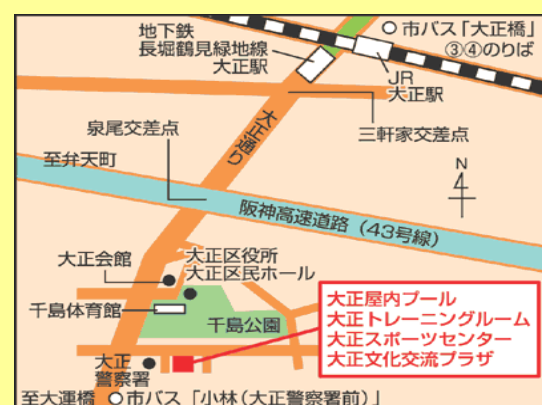 地下鉄
長堀鶴見緑地線
大正駅
市バス「大正橋」
③④のりば
JR
大正駅
三軒家交差点
大正通り
泉尾交差点
至弁天町
N
阪神高速道路（43号線）
大正会館
大正区役所
大正区民ホール
千島体育館
千島公園
大正屋内プール
大正トレーニングルーム
大正スポーツセンター
大正文化交流プラザ
大正
警察署
至大運橋
市バス「小林（大正警察署前）」